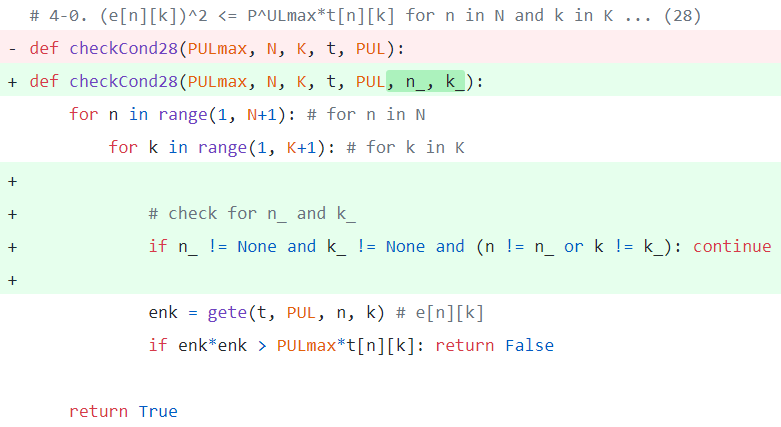 # 4-0. (e[n][k])^2 <= P^ULmax*t[n][k] for n in N and k in K ... (28)
- def checkCond28(PULmax, N, K, t, PUL):
+ def checkCond28(PULmax, N, K, t, PUL, n_, k_):
for n in range(1, N+1): # for n in N
for k in range(1, K+1): # for k in K
+
+ # check for n_ and k_
+ if n_ != None and k_ != None and (n != n_ or k != k_): continue
+
enk = gete(t, PUL, n, k) # e[n][k]
if enk*enk > PULmax*t[n][k]: return False
return True